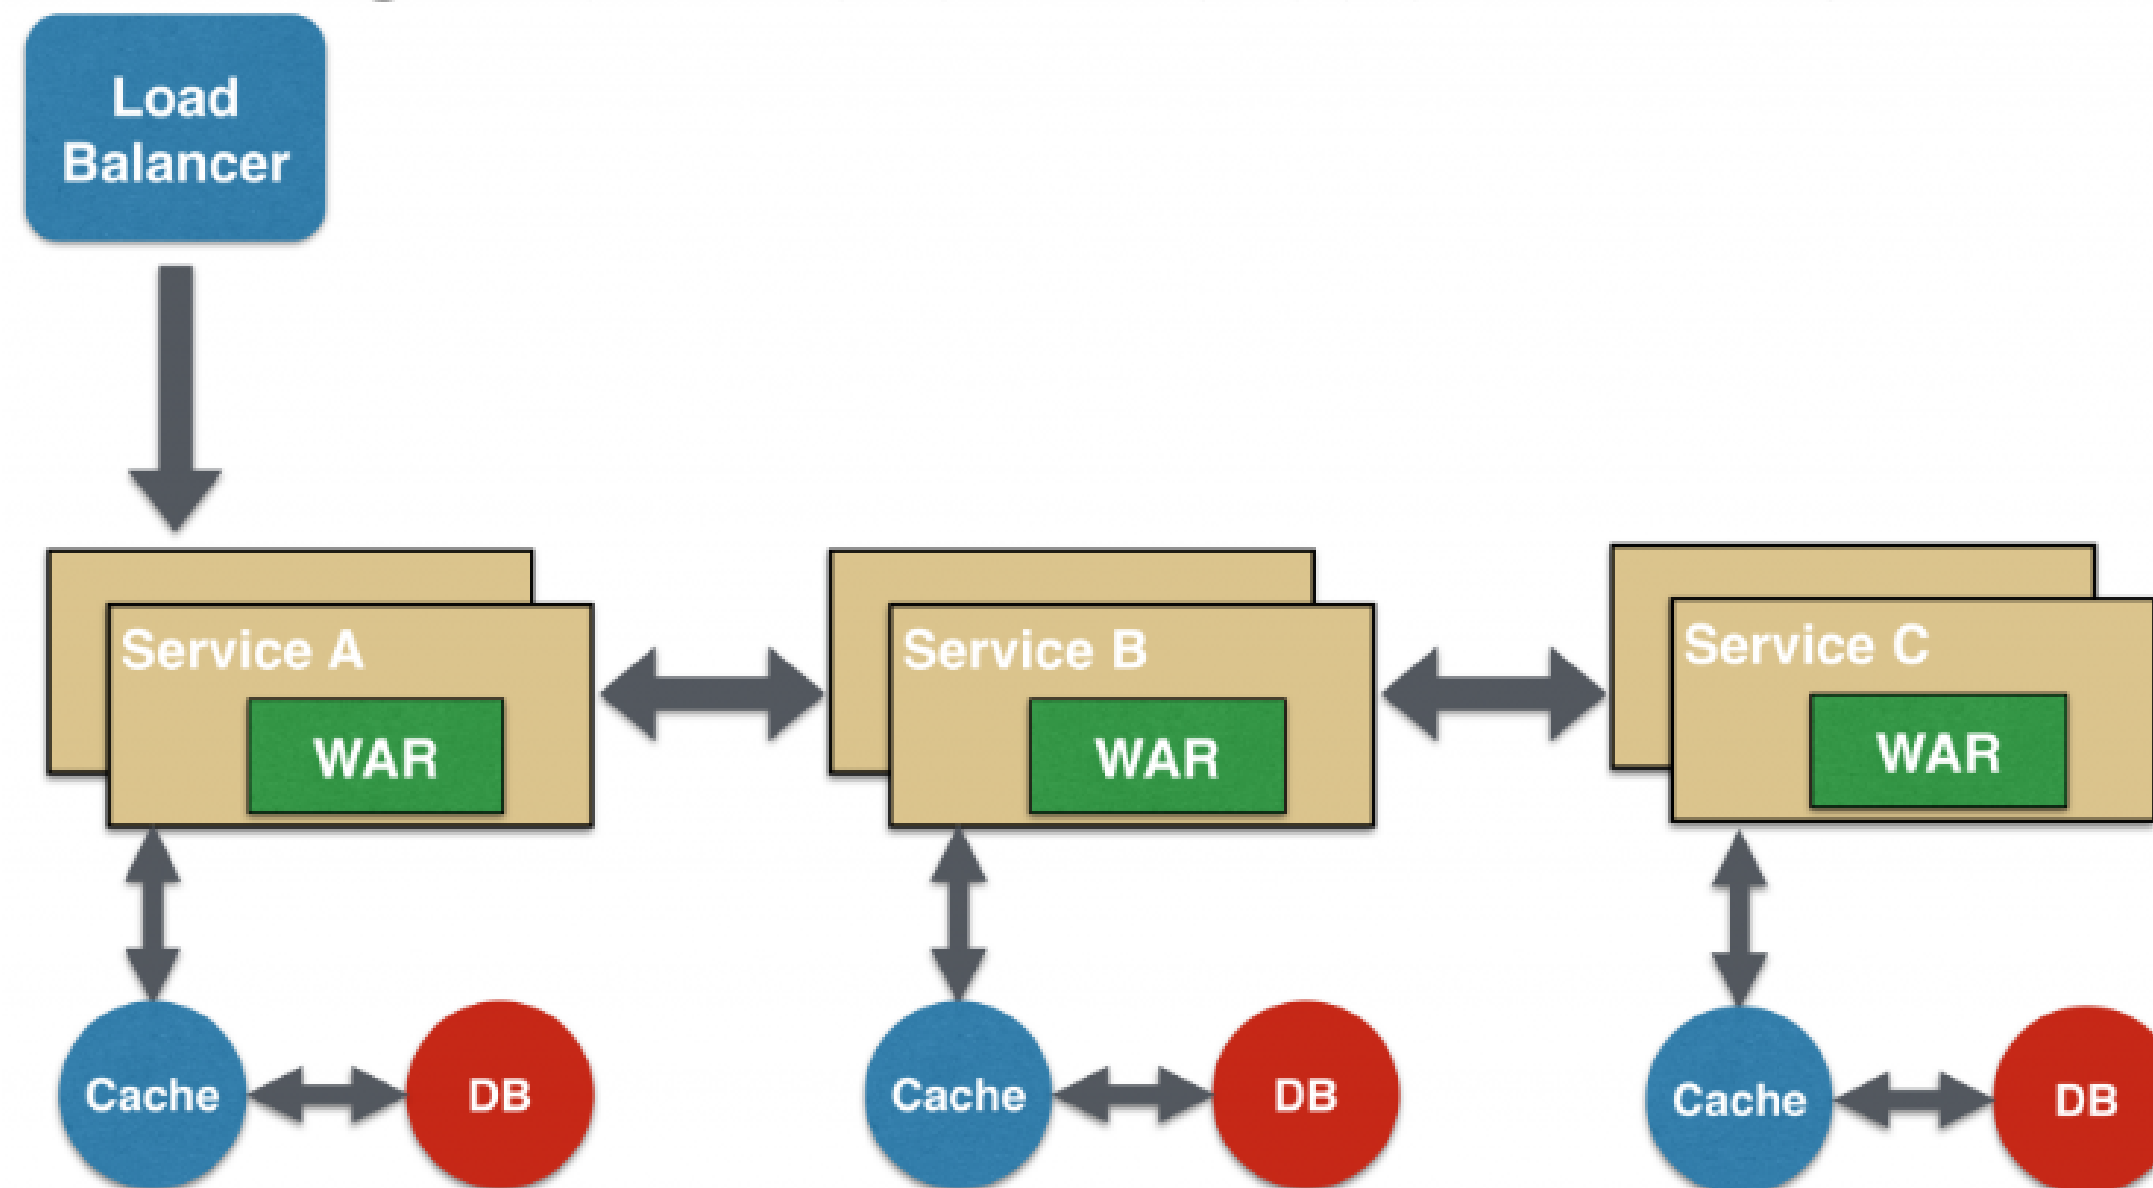 Load
Balancer
Service A
WAR
Service B
WAR
Service C
WAR
Cache
DB
Cache
DB
Cache
DB